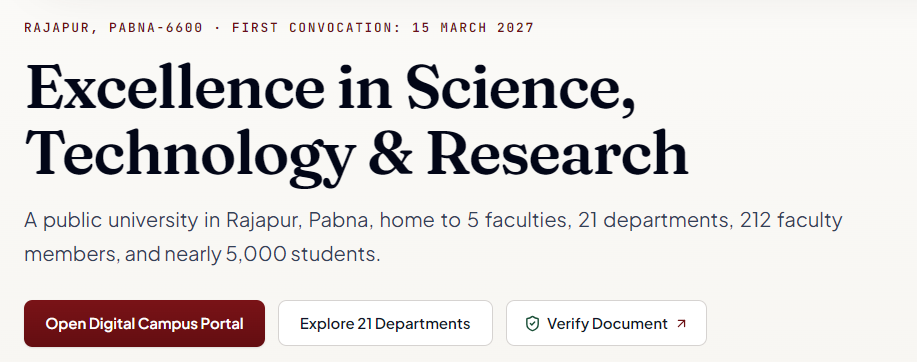 RAJAPUR, PABNA-6600 · FIRST CONVOCATION: 15 MARCH 2027
Excellence in Science,
Technology & Research
A public university in Rajapur, Pabna, home to 5 faculties, 21 departments, 212 faculty
members, and nearly 5,000 students.
Open Digital Campus Portal
Explore 21 Departments
Verify Document